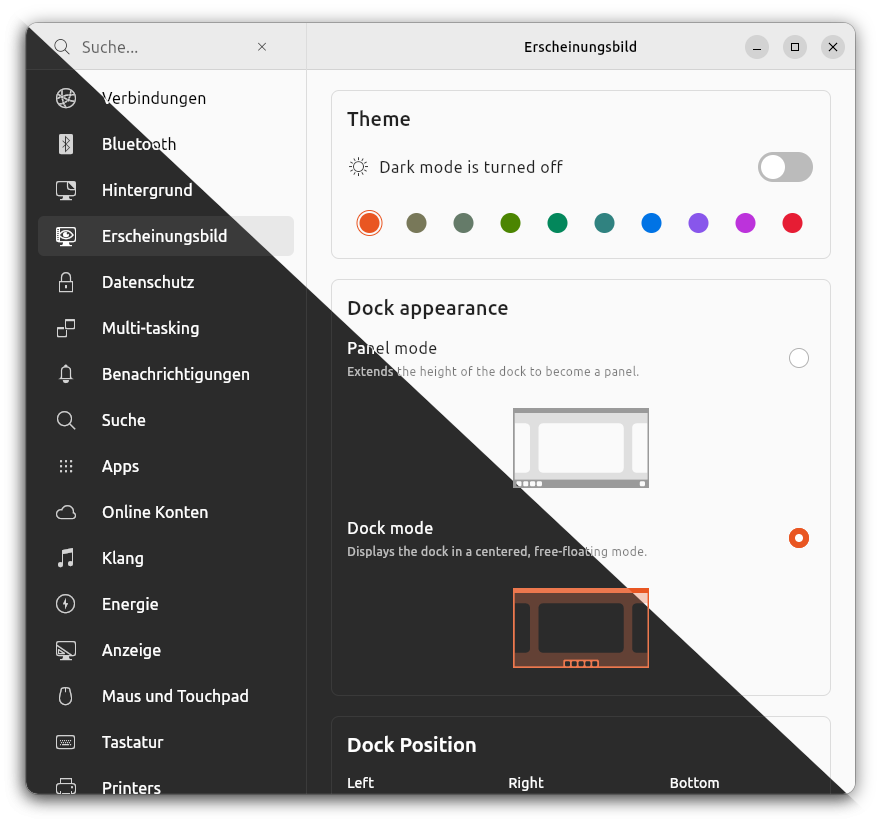 Suche...
Erscheinungsbild
Verbindungen
Bluetooth
Hintergrund
Erscheinungsbild
Datenschutz
Multi-tasking
Benachrichtigungen
Suche
Apps
Online Konten
Klang
Energie
Anzeige
Maus und Touchpad
Tastatur
Printers
Theme
Dark mode is turned off
Dock appearance
Panel mode
Extends the height of the dock to become a panel.
Dock mode
Displays the dock in a centered, free-floating mode.
Dock Position
Left Right Bottom